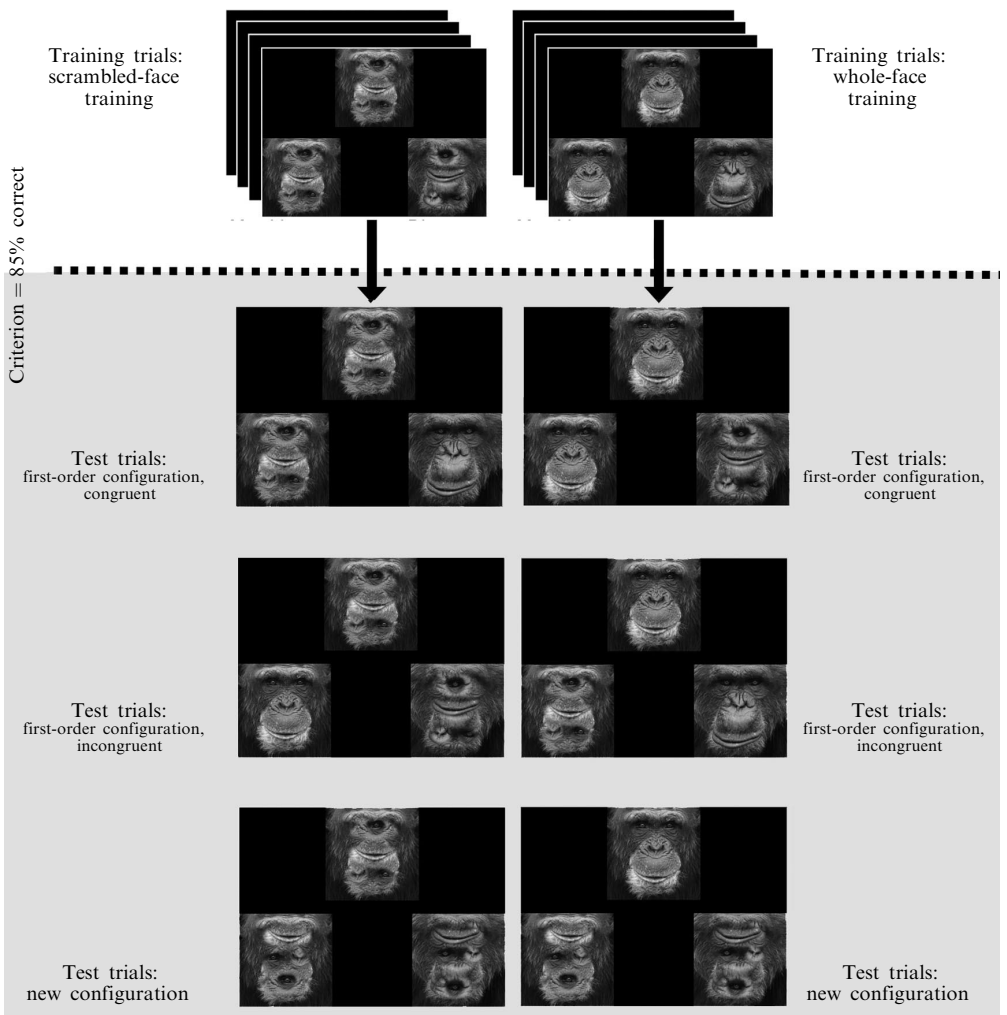 Training trials:
scrambled-face
training
Training trials:
whole-face
training
Criterion = 85% correct
Test trials:
first-order configuration,
congruent
Test trials:
first-order configuration,
congruent
Test trials:
first-order configuration,
incongruent
Test trials:
first-order configuration,
incongruent
Test trials:
new configuration
Test trials:
new configuration